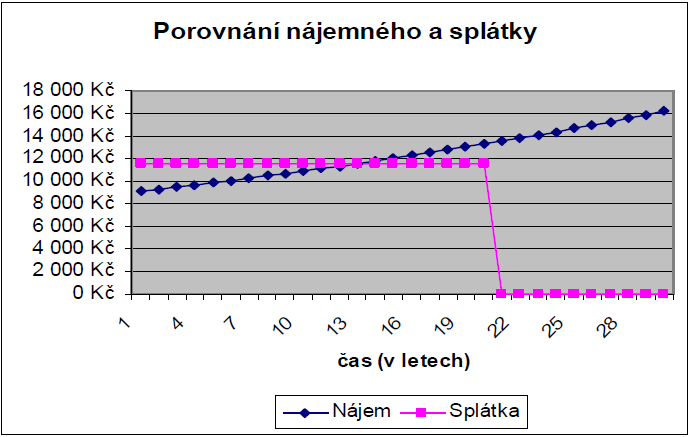 Porovnání nájemného a splátky
18 000 Kč
16 000 Kč
14 000 Kč
12 000 Kč
10 000 Kč
8 000 Kč
6 000 Kč
4 000 Kč
2 000 Kč
0 Kč
1 4 7 10 13 16 19 22 25 28
čas (v letech)
Nájem Splátka